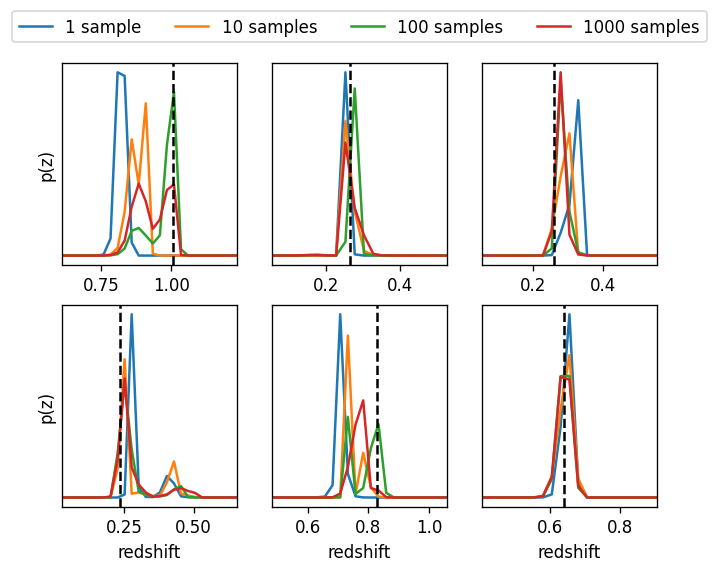 1 sample 10 samples 100 samples 1000 samples
p(z)
0.75 1.00 0.2 0.4 0.2 0.4
p(z)
0.25 0.50 0.6 0.8 1.0 0.6 0.8
redshift redshift redshift